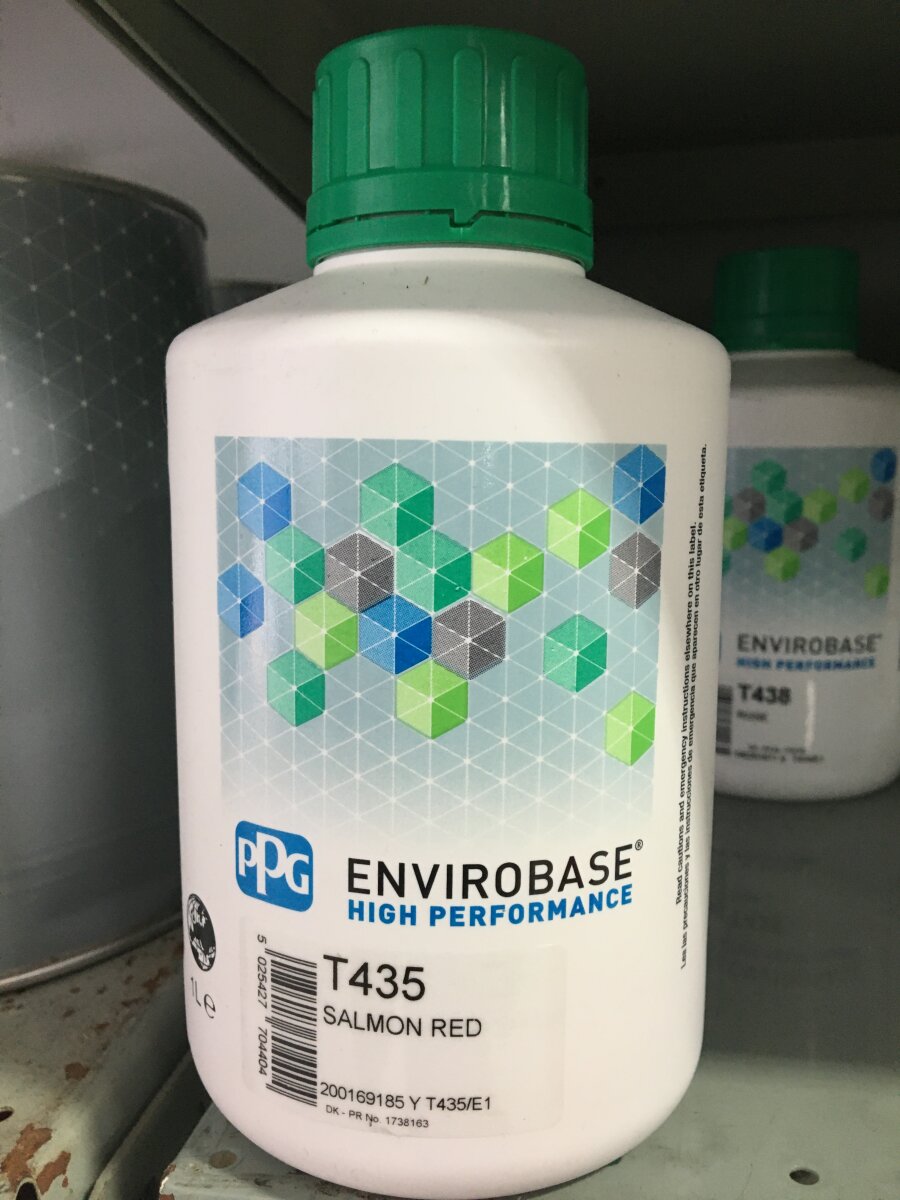 PPG
ENVIROBASE®
HIGH PERFORMANCE
T435
SALMON RED
200169185 Y T435/E1
DK - PR No. 1738163
5 025427 704404
1L e
Read cautions and emergency instructions elsewhere on this label.
Lea las precauciones y las instrucciones de emergencia que aparecen en otro lugar de esta etiqueta.
ENVIROBASE
HIGH PERFORMANCE
T438